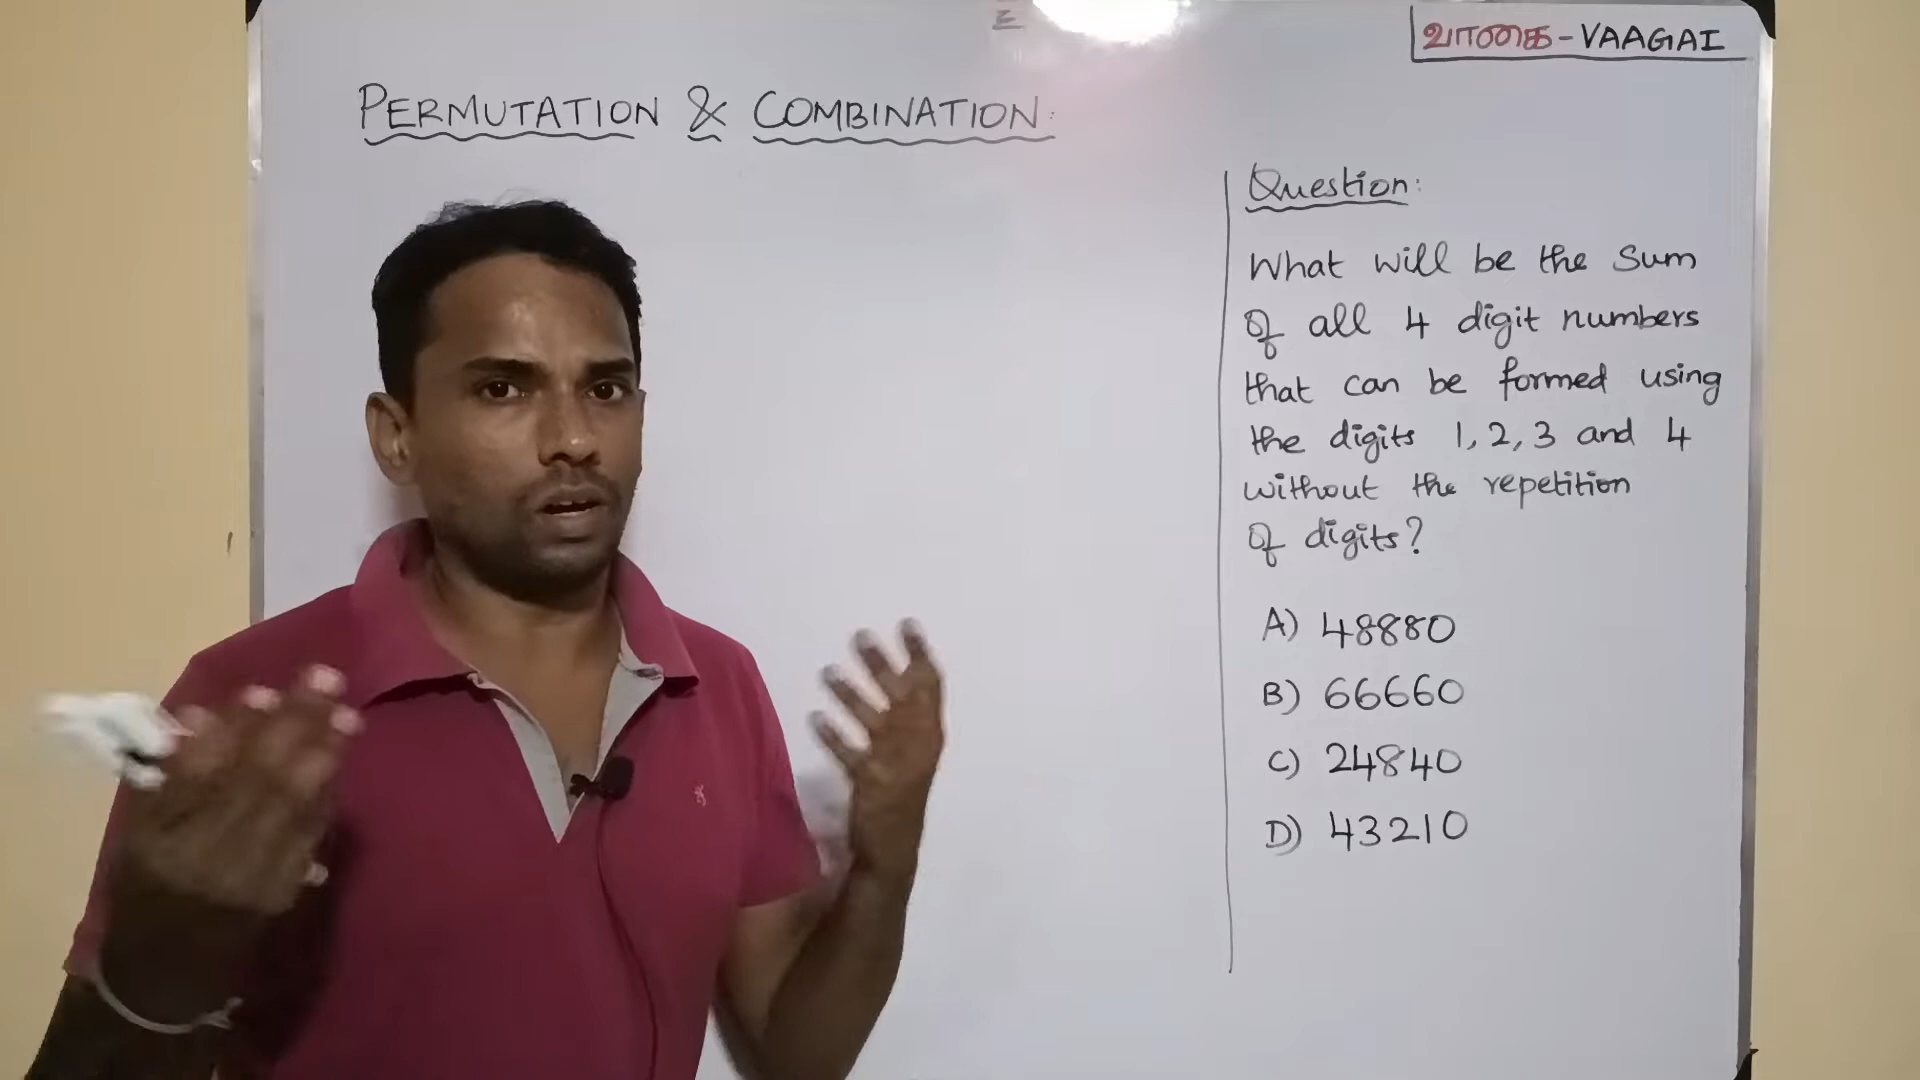 வாகை - VAAGAI
PERMUTATION & COMBINATION:
Question:
What will be the Sum
Of all 4 digit numbers
that can be formed using
the digits 1, 2, 3 and 4
without the repetition
Of digits?
A) 48880
B) 66660
C) 24840
D) 43210